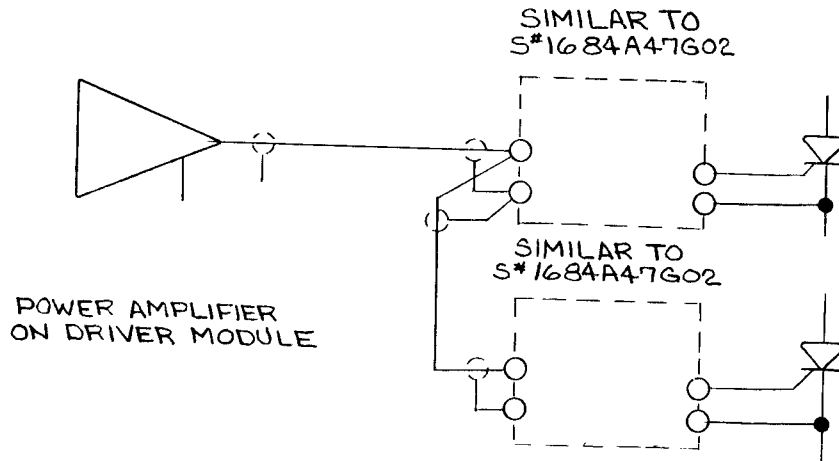 SIMILAR TO
S#1684A47G02
SIMILAR TO
S#1684A47G02
POWER AMPLIFIER
ON DRIVER MODULE